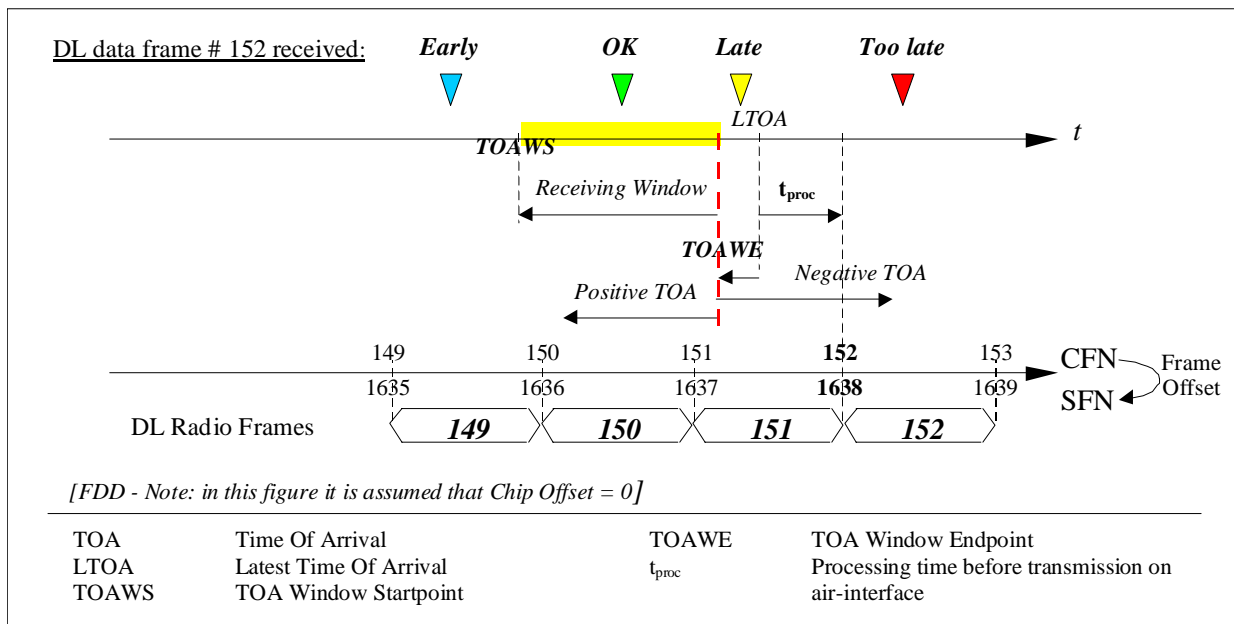 DL data frame # 152 received:
Early OK Late Too late
LTOA
t
TOAWS
Receiving Window
tproc
TOAWE
Negative TOA
Positive TOA
149 150 151 152 153
CFN
Frame Offset
1635 1636 1637 1638 1639
SFN
DL Radio Frames 149 150 151 152
[FDD - Note: in this figure it is assumed that Chip Offset = 0]
TOA Time Of Arrival TOAWE TOA Window Endpoint
LTOA Latest Time Of Arrival tproc Processing time before transmission on
TOAWS TOA Window Startpoint air-interface